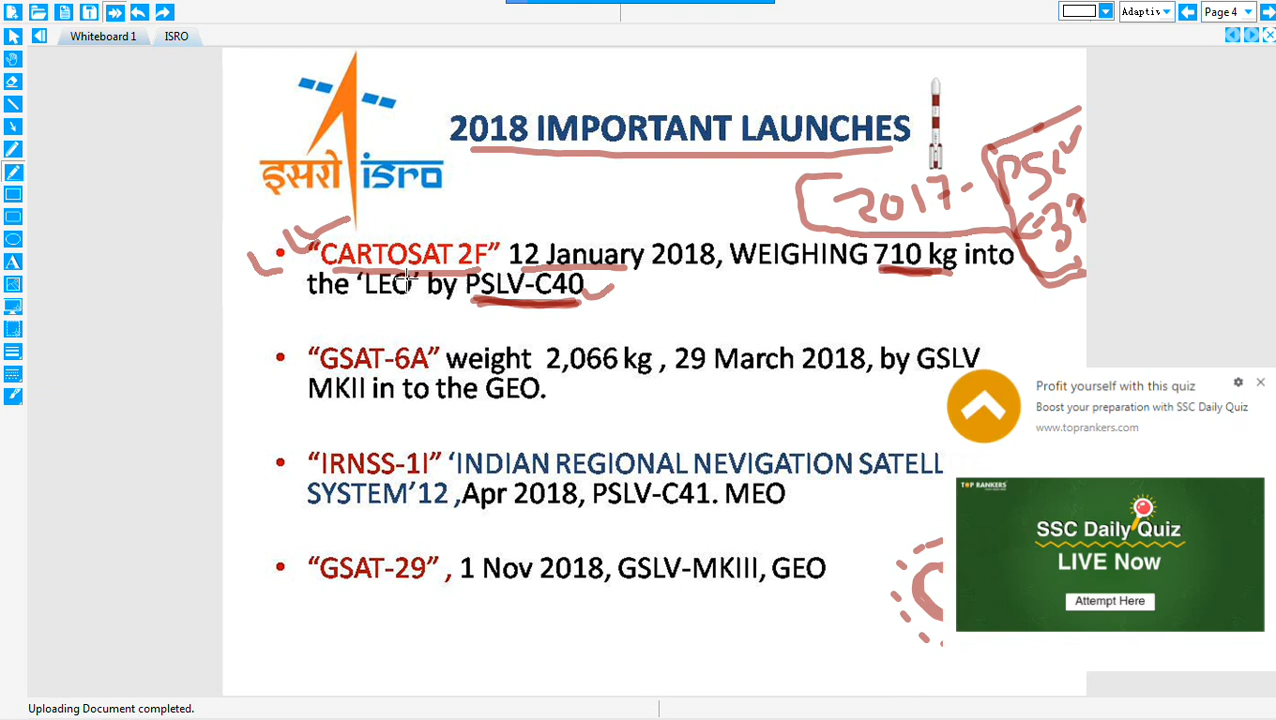 Adaptiv
Page 4
Whiteboard 1
ISRO
इसरो isro
2018 IMPORTANT LAUNCHES
2017-
PSLV
C-37
• “CARTOSAT 2F” 12 January 2018, WEIGHING 710 kg into
the ‘LEO’ by PSLV-C40
• “GSAT-6A” weight 2,066 kg , 29 March 2018, by GSLV
MKII in to the GEO.
• “IRNSS-1I” ‘INDIAN REGIONAL NEVIGATION SATELL
SYSTEM’12 ,Apr 2018, PSLV-C41. MEO
• “GSAT-29” , 1 Nov 2018, GSLV-MKIII, GEO
Profit yourself with this quiz
Boost your preparation with SSC Daily Quiz
www.toprankers.com
TOP RANKERS
SSC Daily Quiz
LIVE Now
Attempt Here
Uploading Document completed.